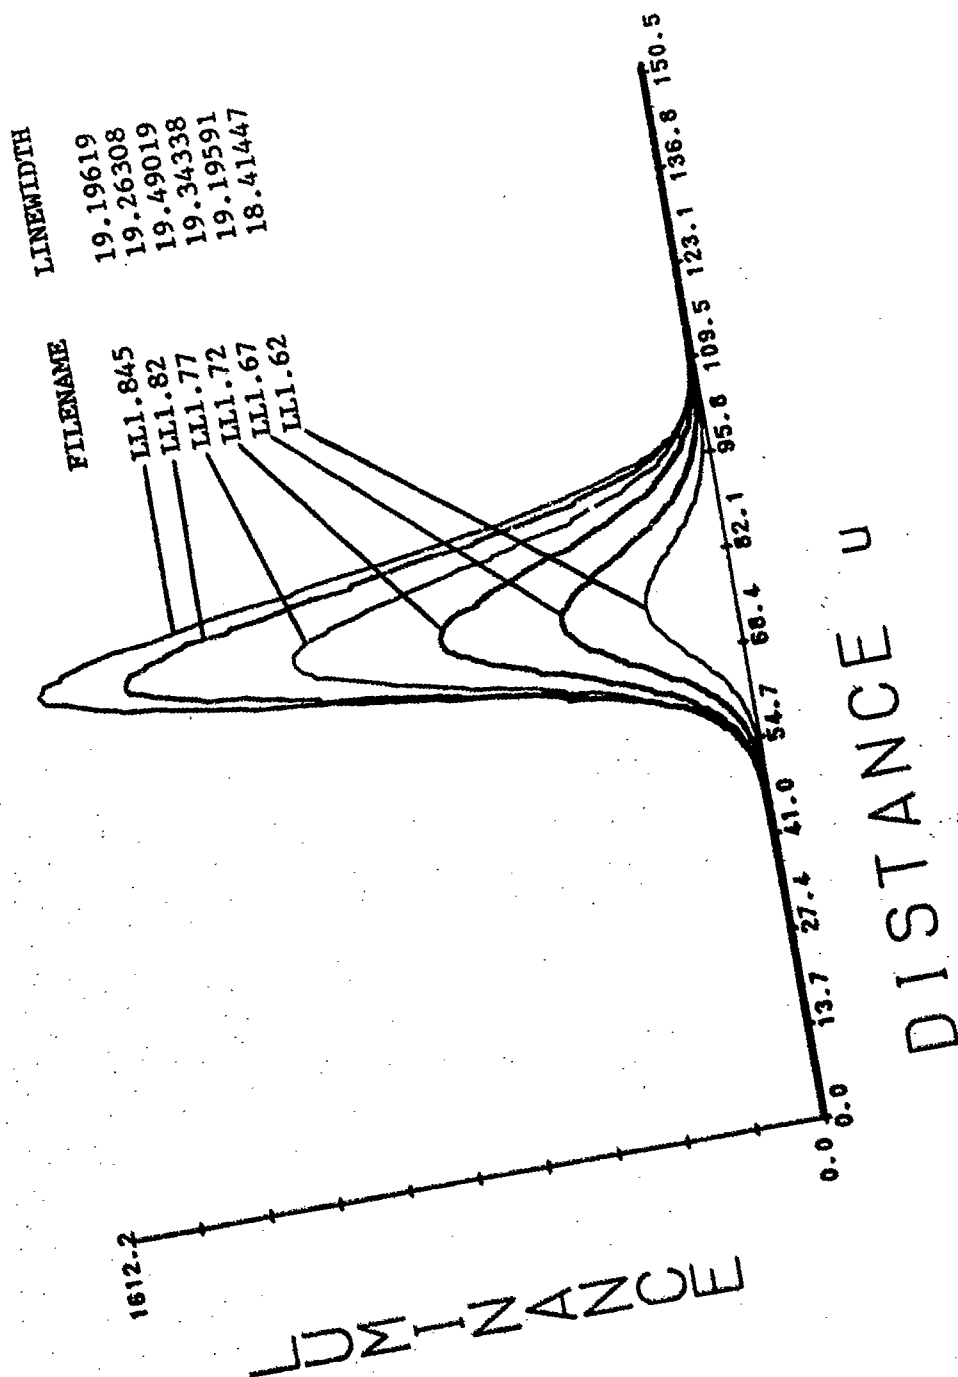 FILENAME LINEWIDTH
LL1.845 19.19619
LL1.82 19.26308
LL1.77 19.49019
LL1.72 19.34338
LL1.67 19.19591
LL1.62 18.41447
1612.2
LUMINANCE
0.0
0.0 13.7 27.4 41.0 54.7 68.4 82.1 95.8 109.5 123.1 136.8 150.5
DISTANCE u